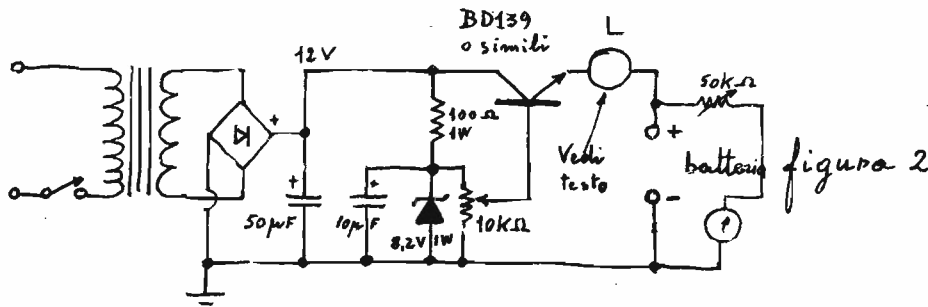 BD139
o simili
L
12V
50KΩ
100Ω
1W
Vedi
testo
+
batteria
-
figura 2
+
+
+
50µF
10µF
8,2V 1W
10KΩ